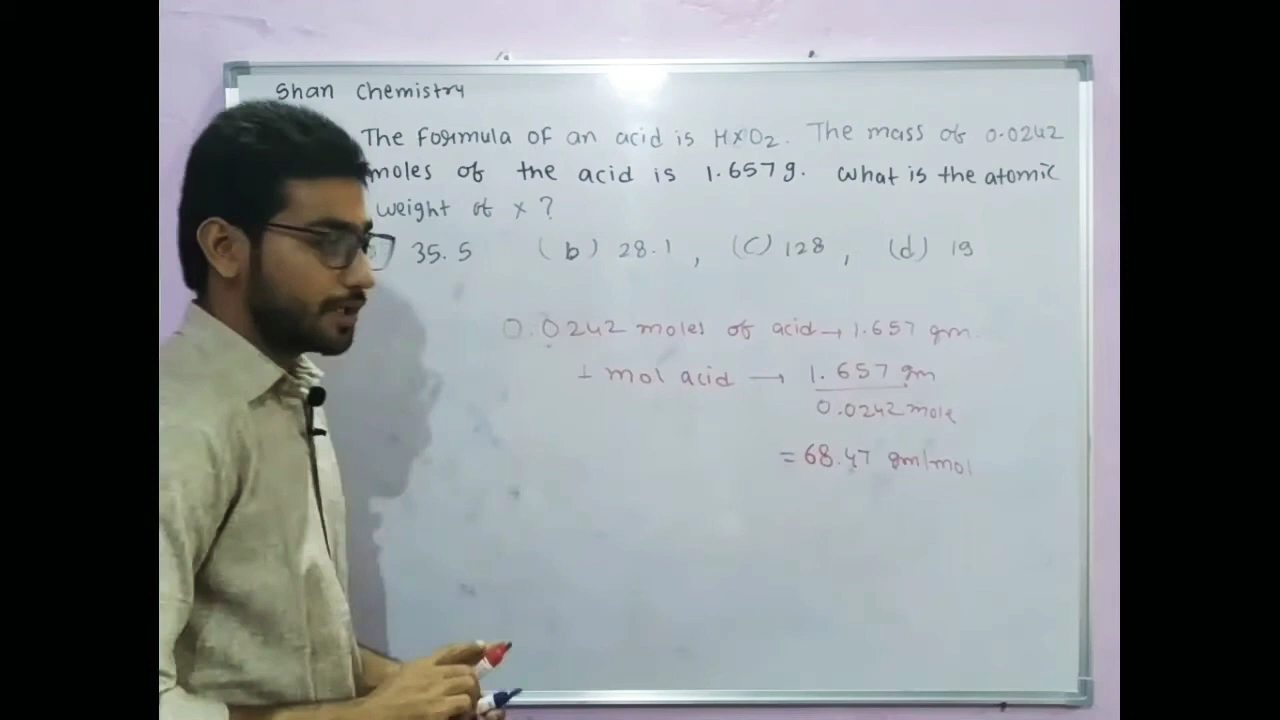 Shan Chemistry
The Formula of an acid is HXO2. The mass of 0.0242
moles of the acid is 1.657g. What is the atomic
weight of X ?
35.5 (b) 28.1 , (C) 128 , (d) 19
0.0242 moles of acid → 1.657 gm
1 mol acid → 1.657 gm
0.0242 mole
= 68.47 gm/mol